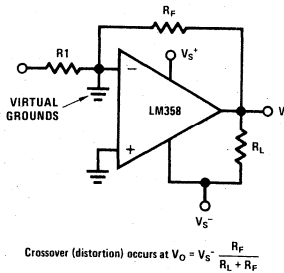 RF
R1
VS+
−
VIRTUAL
GROUNDS
LM358
V
RL
+
VS−
Crossover (distortion) occurs at VO = VS− RF
RL + RF